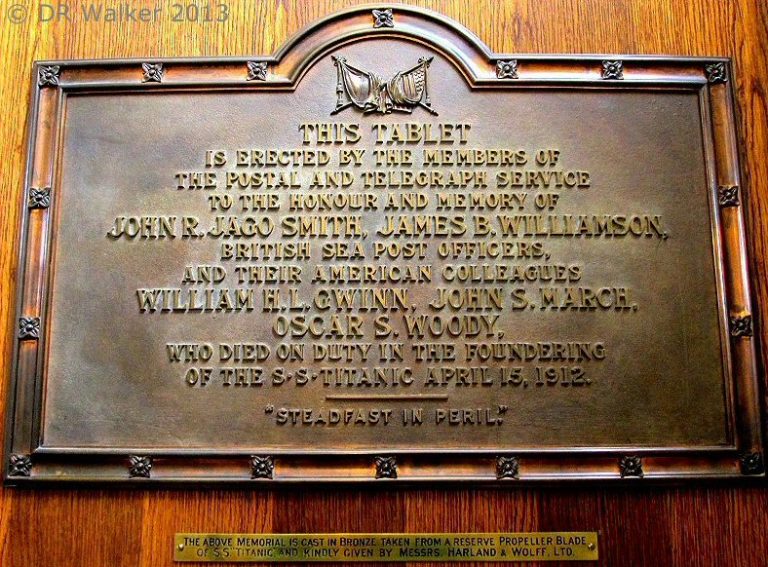 © DR Walker 2013
THIS TABLET
IS ERECTED BY THE MEMBERS OF
THE POSTAL AND TELEGRAPH SERVICE
TO THE HONOUR AND MEMORY OF
JOHN R. JAGO SMITH, JAMES B. WILLIAMSON,
BRITISH SEA POST OFFICERS,
AND THEIR AMERICAN COLLEAGUES
WILLIAM H. L. GWINN, JOHN S. MARCH,
OSCAR S. WOODY,
WHO DIED ON DUTY IN THE FOUNDERING
OF THE S·S·TITANIC APRIL 15, 1912.
"STEADFAST IN PERIL."
THE ABOVE MEMORIAL IS CAST IN BRONZE TAKEN FROM A RESERVE PROPELLER BLADE
OF S.S. "TITANIC" AND KINDLY GIVEN BY MESSRS. HARLAND & WOLFF, LTD.